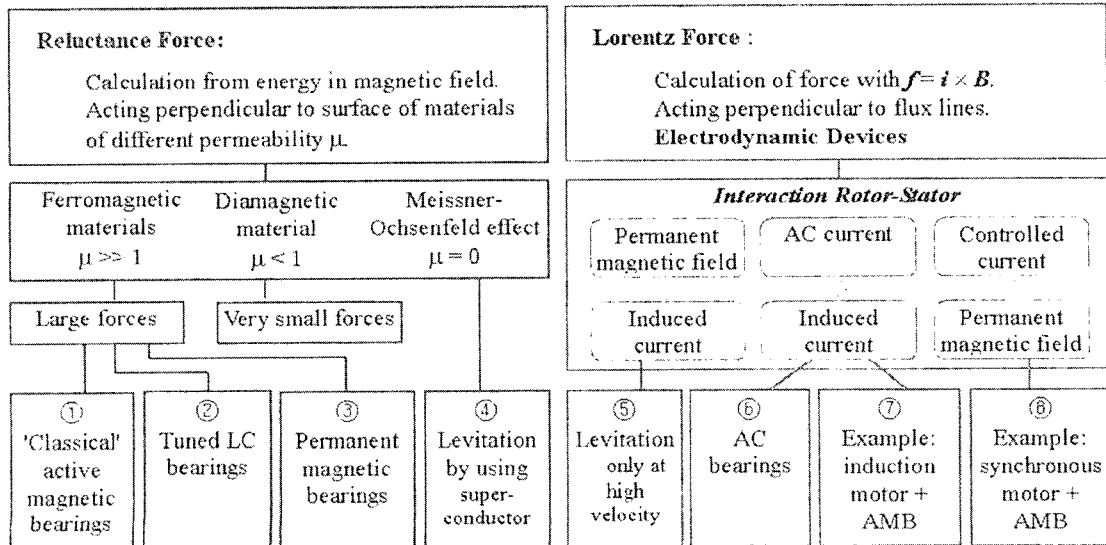 Reluctance Force:
Calculation from energy in magnetic field.
Acting perpendicular to surface of materials
of different permeability μ.
Lorentz Force :
Calculation of force with f = i × B.
Acting perpendicular to flux lines.
Electrodynamic Devices
Ferromagnetic
materials
μ >> 1
Diamagnetic
material
μ < 1
Meissner-
Ochsenfeld effect
μ = 0
Large forces
Very small forces
Interaction Rotor-Stator
Permanent
magnetic field
AC current
Controlled
current
Induced
current
Induced
current
Permanent
magnetic field
①
'Classical'
active
magnetic
bearings
②
Tuned LC
bearings
③
Permanent
magnetic
bearings
④
Levitation
by using
super-
conductor
⑤
Levitation
only at
high
velocity
⑥
AC
bearings
⑦
Example:
induction
motor +
AMB
⑧
Example:
synchronous
motor +
AMB